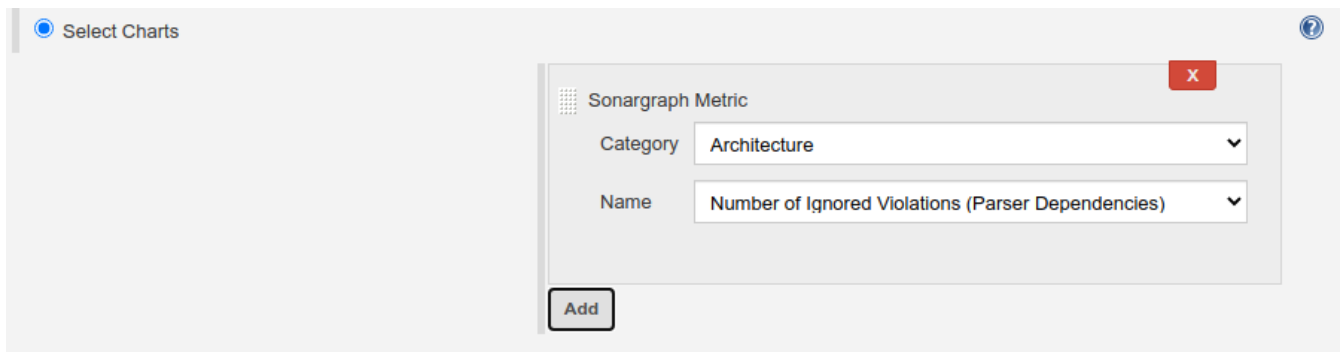 Select Charts
?
X
Sonargraph Metric
Category Architecture
Name Number of Ignored Violations (Parser Dependencies)
Add